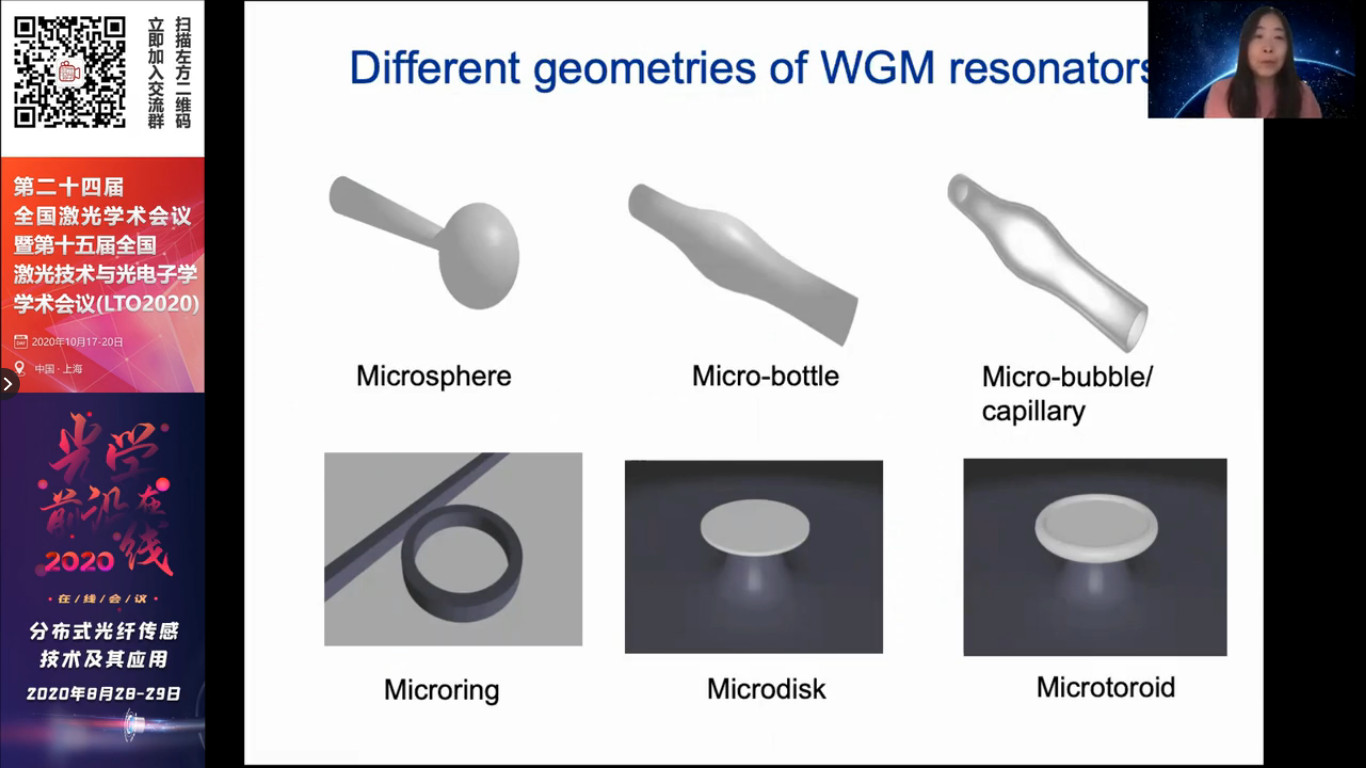 扫描左方二维码
立即加入交流群
第二十四届
全国激光学术会议
暨第十五届全国
激光技术与光电子学
学术会议(LTO2020)
2020年10月17-20日
中国·上海
光学
前沿在
2020 线
·在/线/会/议·
分布式光纤传感
技术及其应用
2020年8月28-29日
Different geometries of WGM resonators
Microsphere
Micro-bottle
Micro-bubble/
capillary
Microring
Microdisk
Microtoroid